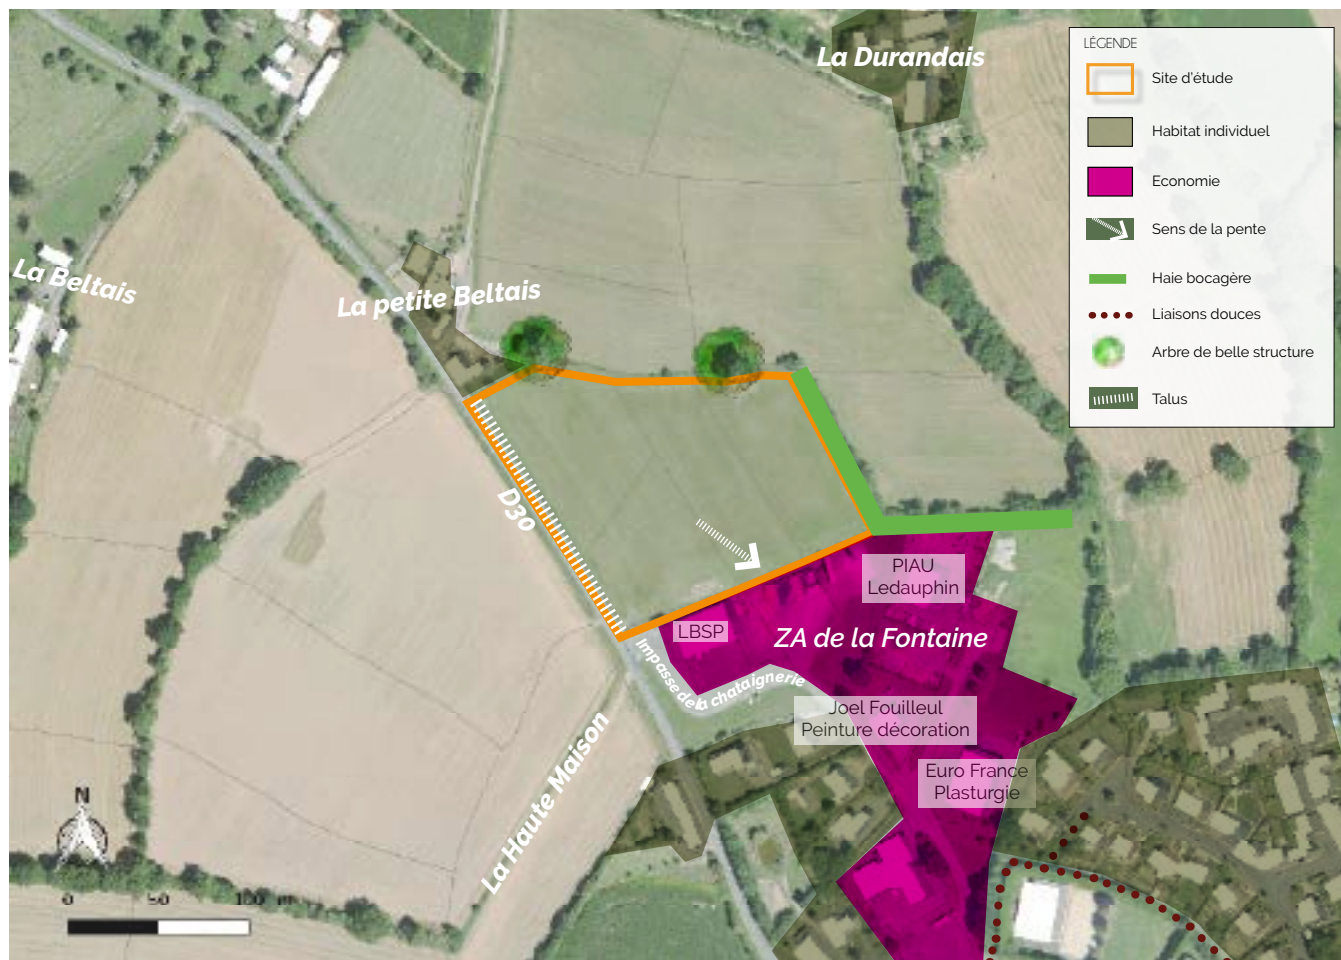 La Durandais
LÉGENDE
Site d'étude
Habitat individuel
Economie
Sens de la pente
Haie bocagère
Liaisons douces
Arbre de belle structure
Talus
La Beltais
La petite Beltais
D30
PIAU
Ledauphin
LBSP
ZA de la Fontaine
Impasse de la chataignerie
Joel Fouilleul
Peinture décoration
Euro France
Plasturgie
La Haute Maison
N
0 50 100 m